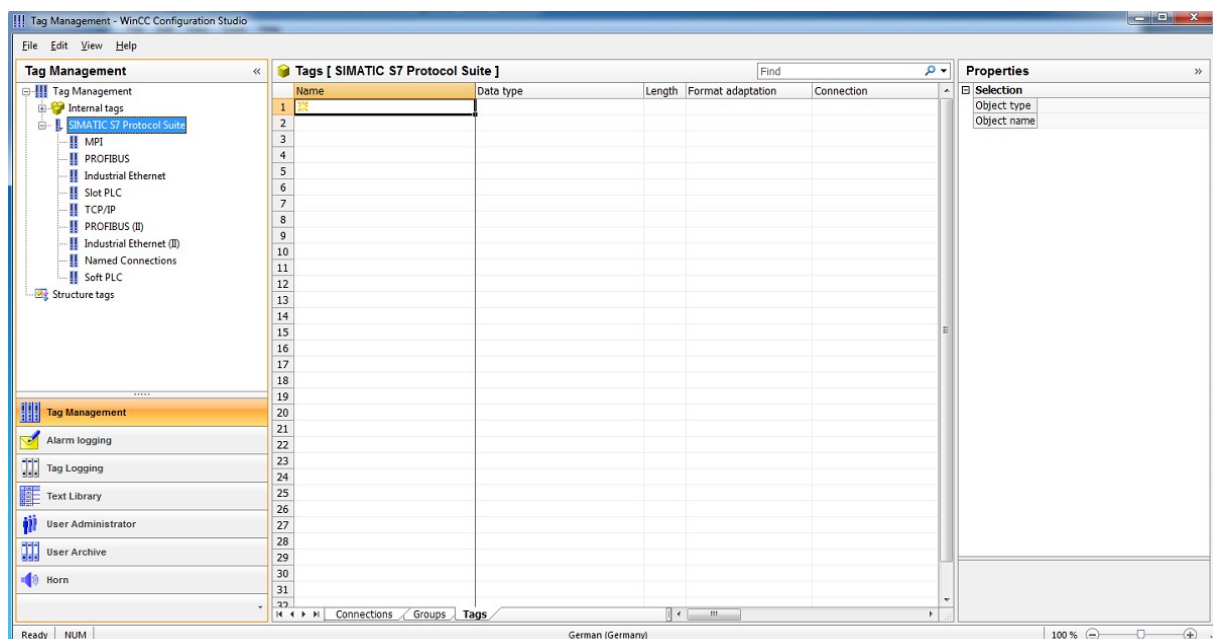 Tag Management - WinCC Configuration Studio
File Edit View Help
Tag Management «
Tag Management
Internal tags
SIMATIC S7 Protocol Suite
MPI
PROFIBUS
Industrial Ethernet
Slot PLC
TCP/IP
PROFIBUS (II)
Industrial Ethernet (II)
Named Connections
Soft PLC
Structure tags
Tag Management
Alarm logging
Tag Logging
Text Library
User Administrator
User Archive
Horn
Tags [ SIMATIC S7 Protocol Suite ] Find
Name Data type Length Format adaptation Connection
1
2
3
4
5
6
7
8
9
10
11
12
13
14
15
16
17
18
19
20
21
22
23
24
25
26
27
28
29
30
31
32
Connections Groups Tags
Properties »
Selection
Object type
Object name
Ready NUM German (Germany) 100 %